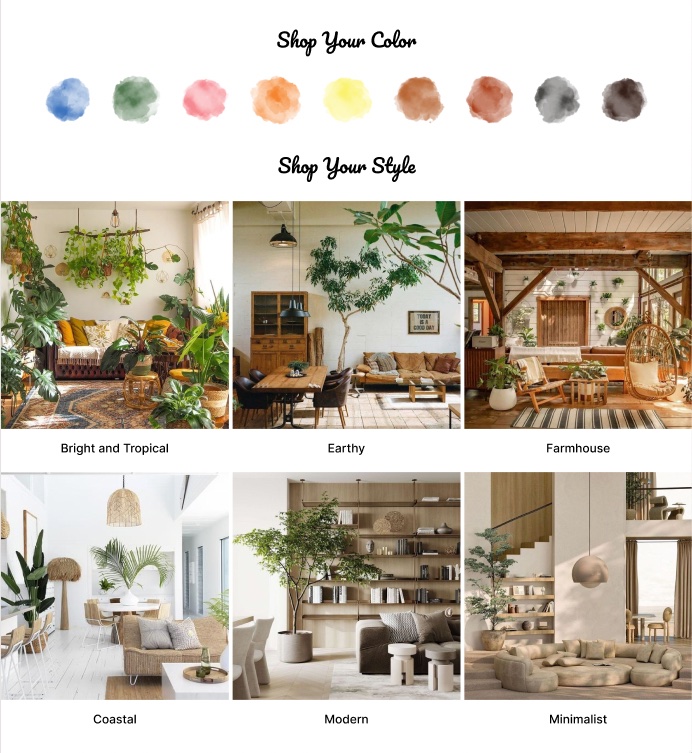 Shop Your Color
Shop Your Style
TODAY
IS A
GOOD DAY
Bright and Tropical
Earthy
Farmhouse
Coastal
Modern
Minimalist